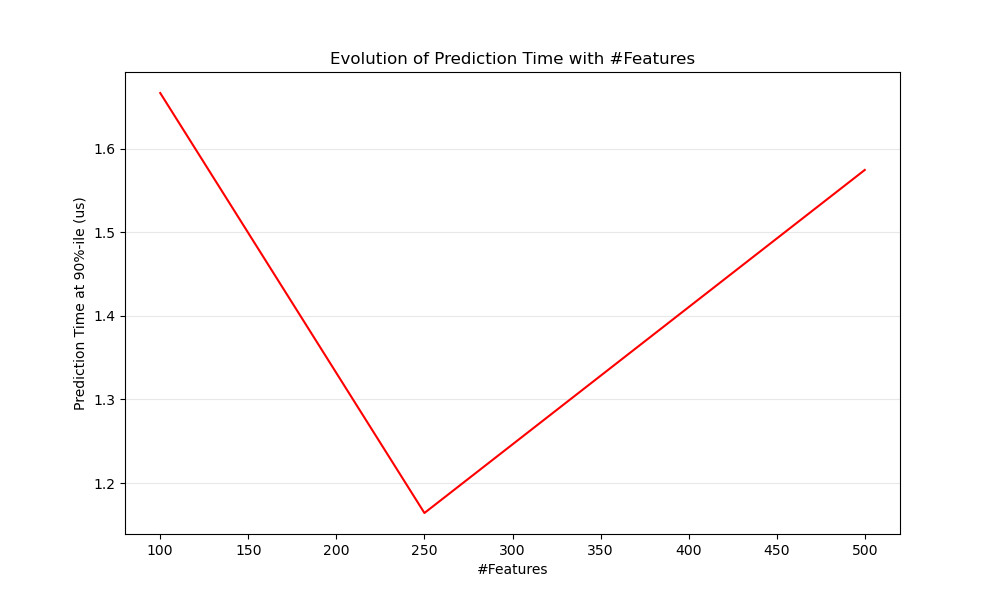 Evolution of Prediction Time with #Features
Prediction Time at 90%-ile (us)
1.6
1.5
1.4
1.3
1.2
100 150 200 250 300 350 400 450 500
#Features